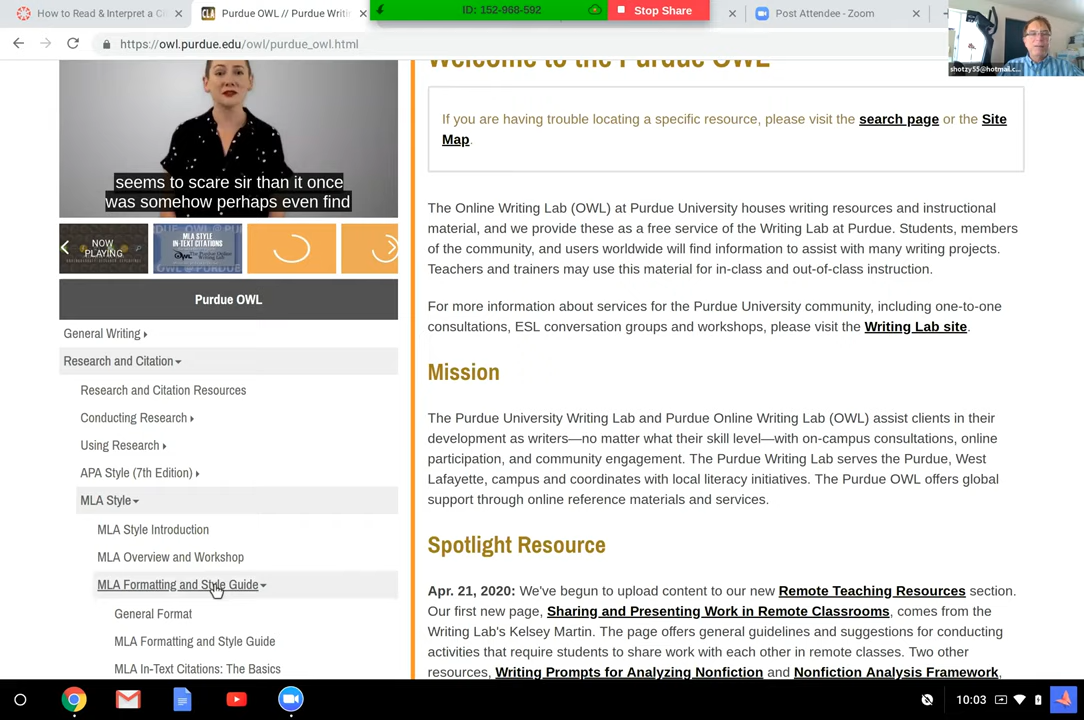 How to Read & Interpret a C
Purdue OWL // Purdue Writi
ID: 152-968-592
Stop Share
Post Attendee - Zoom
https://owl.purdue.edu/owl/purdue_owl.html
shotzy55@hotmail.c...
Welcome to the Purdue OWL
If you are having trouble locating a specific resource, please visit the search page or the Site
Map.
seems to scare sir than it once
was somehow perhaps even find
NOW
PLAYING
MLA STYLE
IN-TEXT CITATIONS
Purdue OWL
General Writing
Research and Citation
Research and Citation Resources
Conducting Research
Using Research
APA Style (7th Edition)
MLA Style
MLA Style Introduction
MLA Overview and Workshop
MLA Formatting and Style Guide
General Format
MLA Formatting and Style Guide
MLA In-Text Citations: The Basics
The Online Writing Lab (OWL) at Purdue University houses writing resources and instructional
material, and we provide these as a free service of the Writing Lab at Purdue. Students, members
of the community, and users worldwide will find information to assist with many writing projects.
Teachers and trainers may use this material for in-class and out-of-class instruction.
For more information about services for the Purdue University community, including one-to-one
consultations, ESL conversation groups and workshops, please visit the Writing Lab site.
Mission
The Purdue University Writing Lab and Purdue Online Writing Lab (OWL) assist clients in their
development as writers—no matter what their skill level—with on-campus consultations, online
participation, and community engagement. The Purdue Writing Lab serves the Purdue, West
Lafayette, campus and coordinates with local literacy initiatives. The Purdue OWL offers global
support through online reference materials and services.
Spotlight Resource
Apr. 21, 2020: We've begun to upload content to our new Remote Teaching Resources section.
Our first new page, Sharing and Presenting Work in Remote Classrooms, comes from the
Writing Lab's Kelsey Martin. The page offers general guidelines and suggestions for conducting
activities that require students to share work with each other in remote classes. Two other
resources, Writing Prompts for Analyzing Nonfiction and Nonfiction Analysis Framework,
10:03